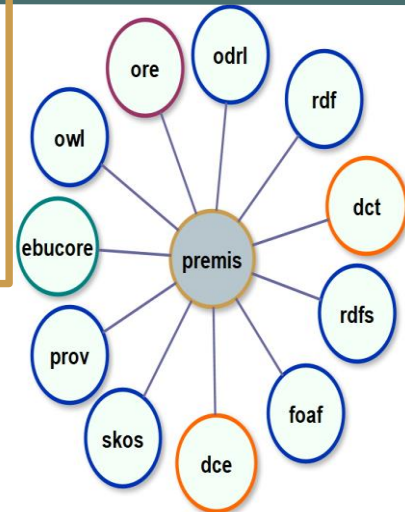 odrl
ore
rdf
owl
dct
ebucore
premis
rdfs
prov
foaf
skos
dce